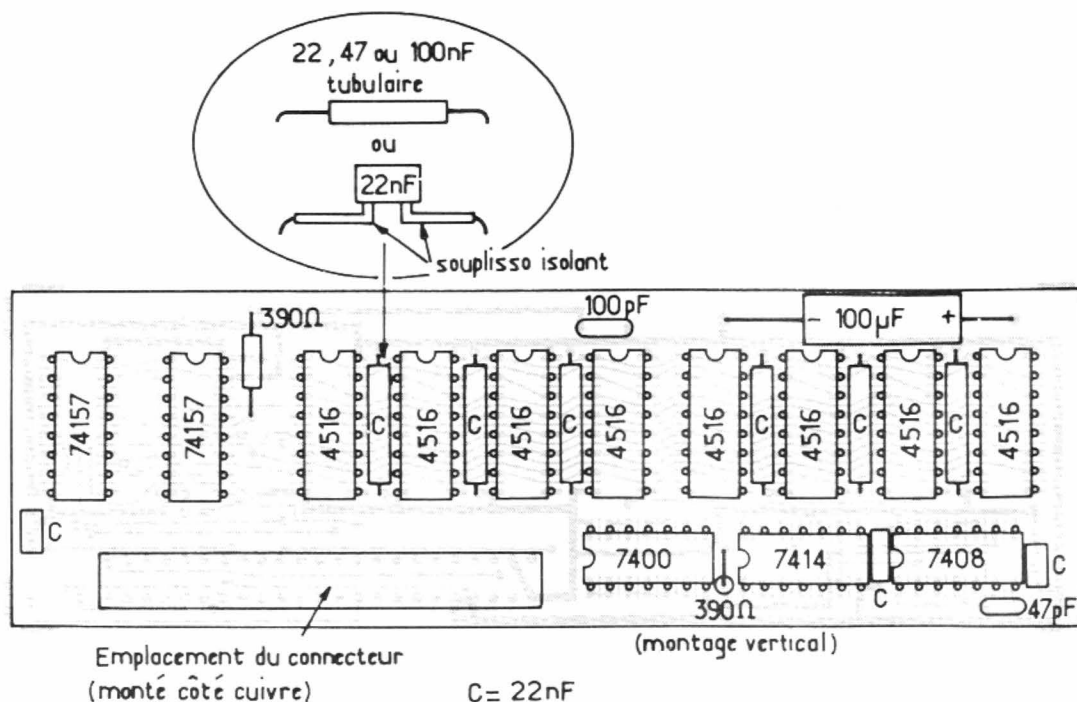 22, 47 ou 100nF
tubulaire
ou
22nF
souplisso isolant
390Ω
100pF
- 100µF +
74157
74157
4516
C
4516
C
4516
C
4516
4516
C
4516
C
4516
C
4516
C
7400
7414
C
7408
C
390Ω
47pF
(montage vertical)
Emplacement du connecteur
(monté côté cuivre)
C= 22nF